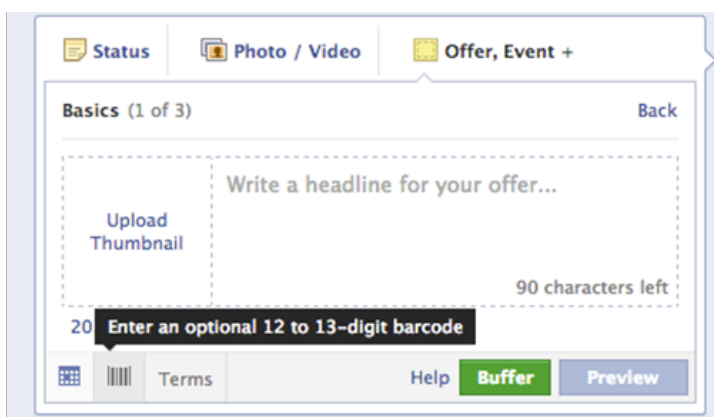 Status Photo / Video Offer, Event +
Basics (1 of 3) Back
Write a headline for your offer...
Upload
Thumbnail
90 characters left
20
Enter an optional 12 to 13-digit barcode
Terms Help Buffer Preview